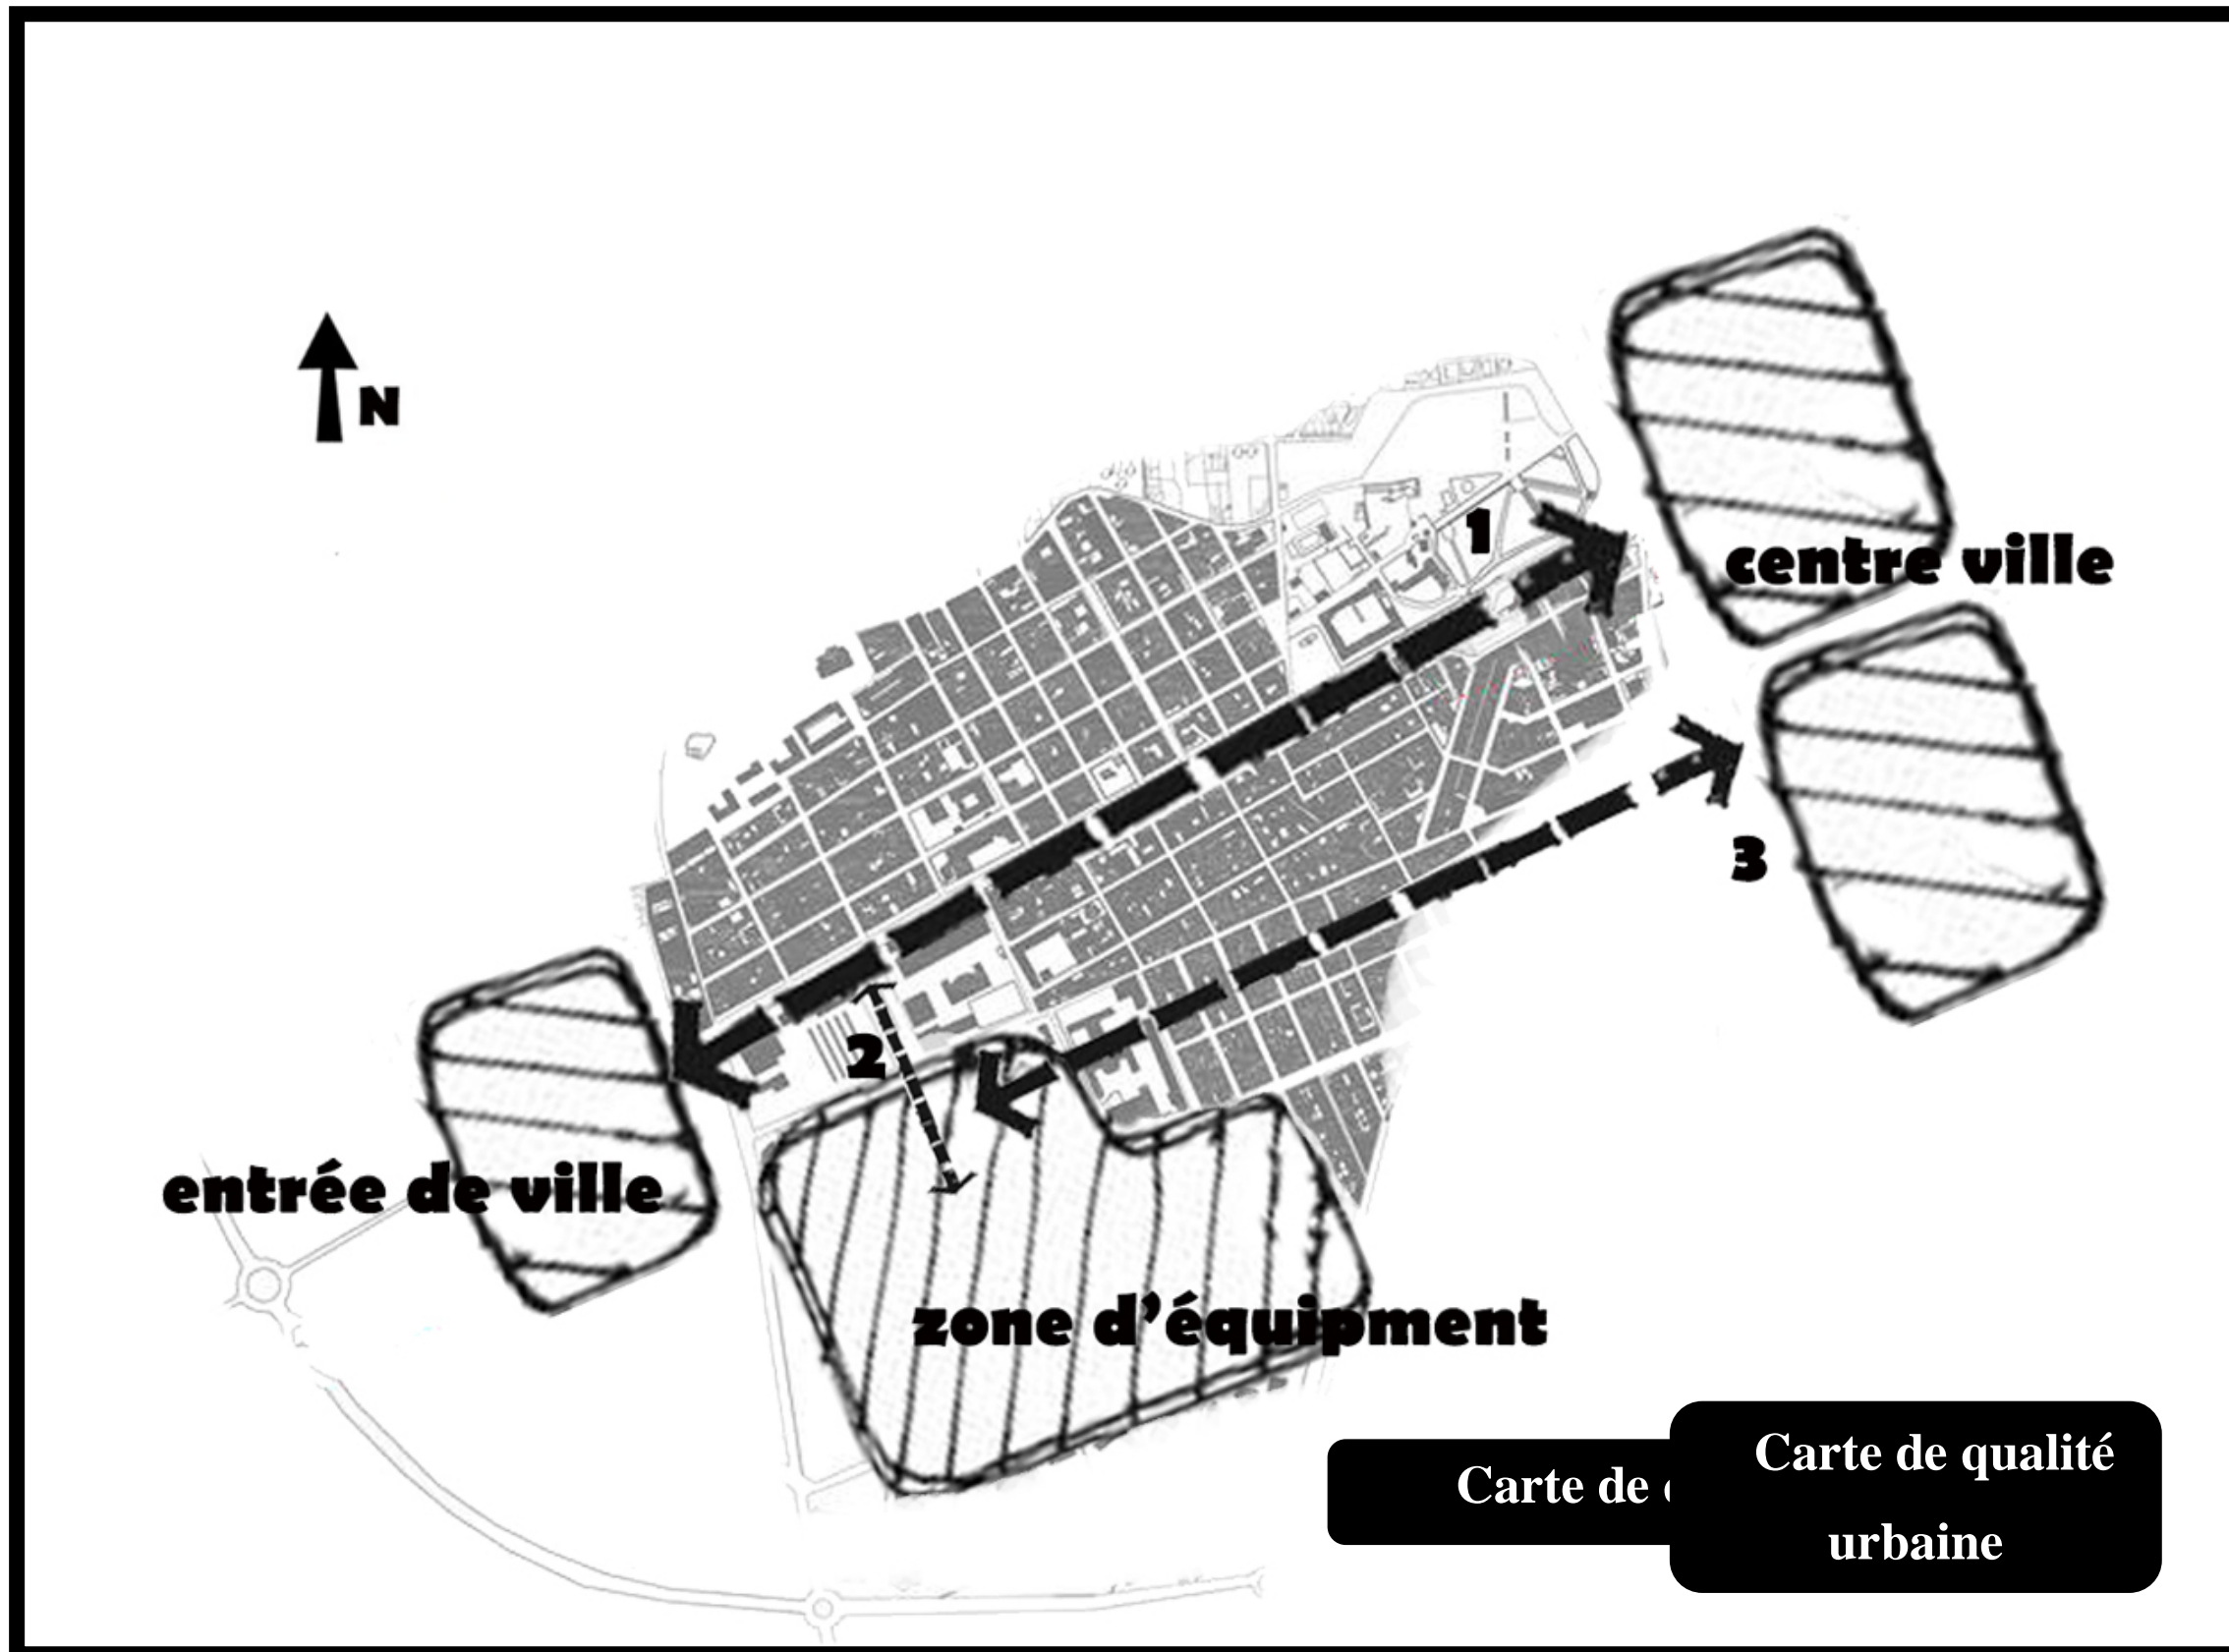 N
1
centre ville
3
2
entrée de ville
zone d'équipment
Carte de
Carte de qualité
urbaine